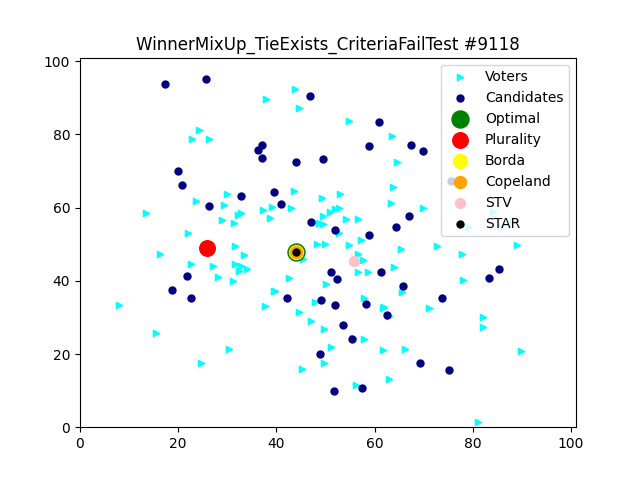 WinnerMixUp_TieExists_CriteriaFailTest #9118
100
80
60
40
20
0
0 20 40 60 80 100
Voters
Candidates
Optimal
Plurality
Borda
Copeland
STV
STAR